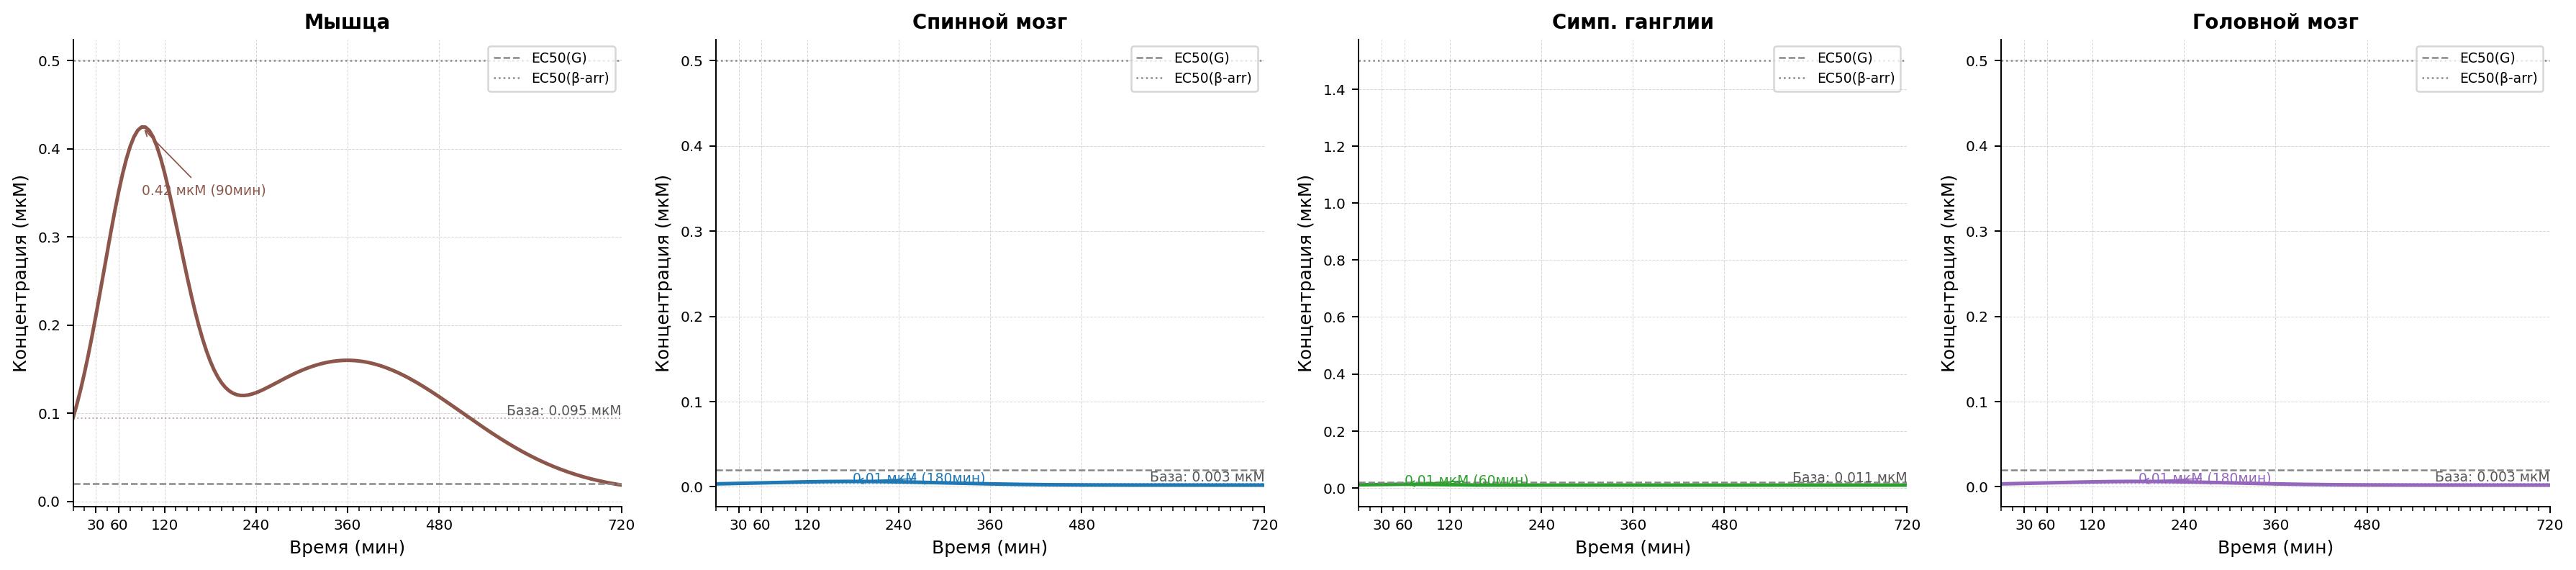 Мышца
Концентрация (мкМ)
0.5
0.4
0.3
0.2
0.1
0.0
EC50(G)
EC50(β-arr)
0.42 мкМ (90мин)
База: 0.095 мкМ
30 60 120 240 360 480 720
Время (мин)
Спинной мозг
Концентрация (мкМ)
0.5
0.4
0.3
0.2
0.1
0.0
EC50(G)
EC50(β-arr)
0.01 мкМ (180мин)
База: 0.003 мкМ
30 60 120 240 360 480 720
Время (мин)
Симп. ганглии
Концентрация (мкМ)
1.4
1.2
1.0
0.8
0.6
0.4
0.2
0.0
EC50(G)
EC50(β-arr)
0.01 мкМ (60мин)
База: 0.011 мкМ
30 60 120 240 360 480 720
Время (мин)
Головной мозг
Концентрация (мкМ)
0.5
0.4
0.3
0.2
0.1
0.0
EC50(G)
EC50(β-arr)
0.01 мкМ (180мин)
База: 0.003 мкМ
30 60 120 240 360 480 720
Время (мин)